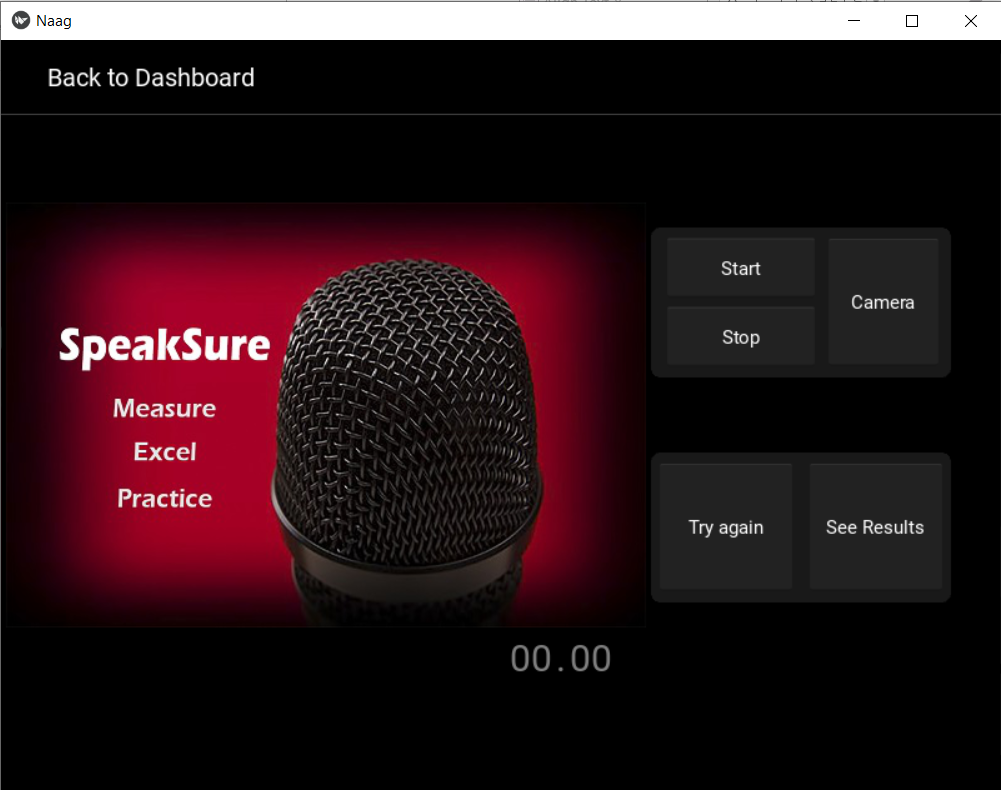 Naag
Back to Dashboard
SpeakSure
Measure
Excel
Practice
Start
Stop
Camera
Try again
See Results
00.00